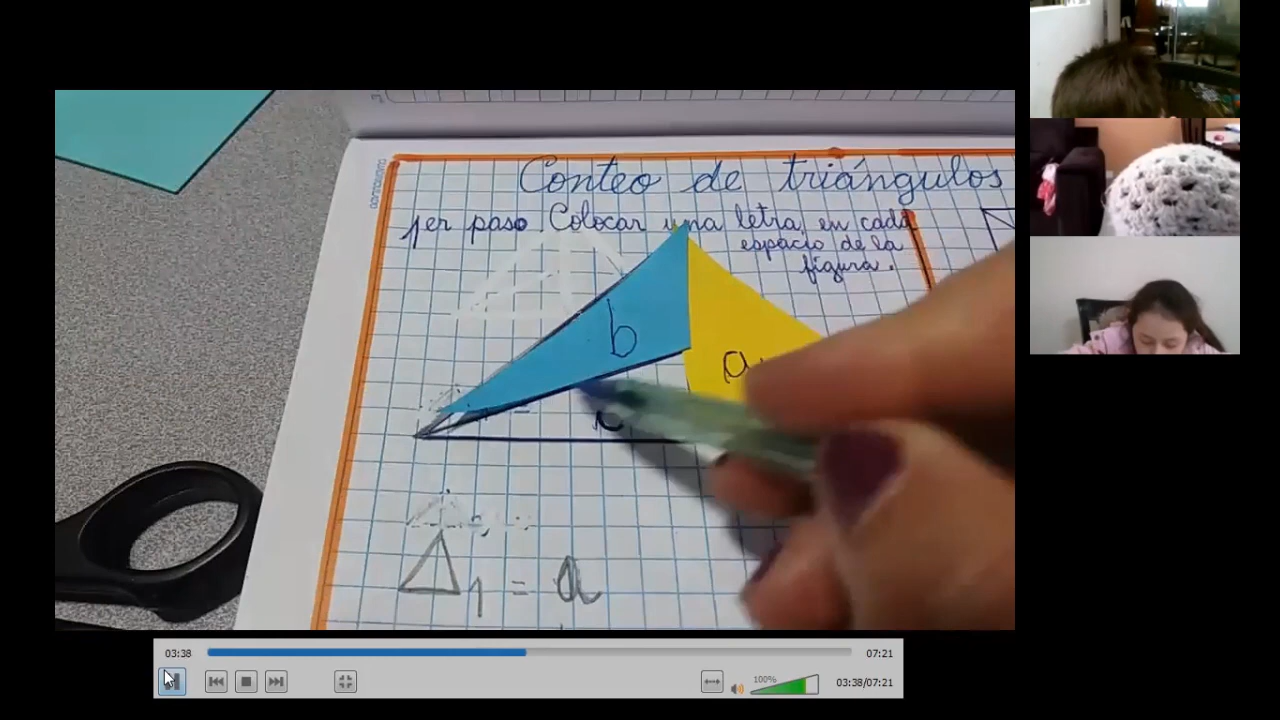 Conteo de triángulos
1er paso Colocar una letra en cada
espacio de la
figura.
b
a
c
△1 = a
03:38
07:21
100%
03:38/07:21